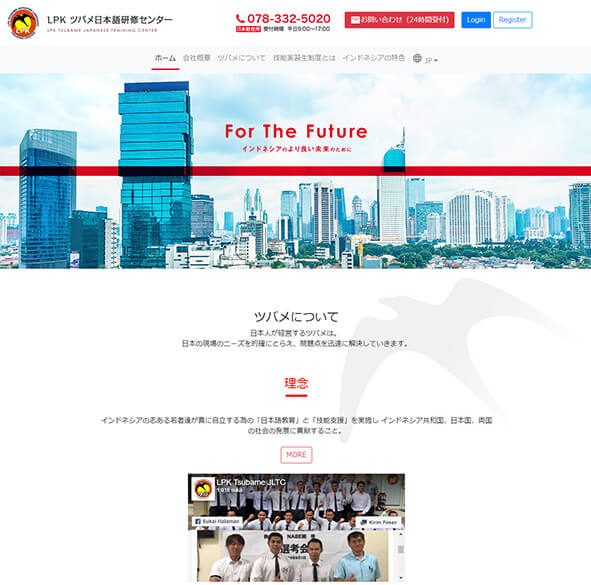 LPK ツバメ日本語研修センター
LPK TSUBAME JAPANESE TRAINING CENTER
078-332-5020
日本駐在所 受付時間 平日9:00〜17:00
お問い合わせ（24時間受付）
Login
Register
ホーム 会社概要 ツバメについて 技能実習生制度とは インドネシアの特色 JP
For The Future
インドネシアのより良い未来のために
ツバメについて
日本人が経営するツバメは。
日本の現場のニーズを的確にとらえ、問題点を迅速に解決していきます。
理念
インドネシアの志ある若者達が真に自立する為の「日本語教育」と「技能支援」を実施し インドネシア共和国、日本国、両国
の社会の発展に貢献すること。
MORE
LPK Tsubame JLTC
Sukai Halaman
Kirim Pesan
選考会